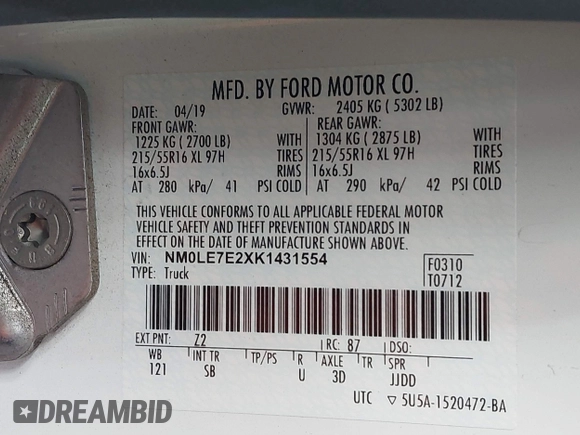 MFD. BY FORD MOTOR CO.
DATE: 04/19 GVWR: 2405 KG ( 5302 LB)
FRONT GAWR: REAR GAWR:
1225 KG ( 2700 LB) WITH 1304 KG ( 2875 LB) WITH
215/55R16 XL 97H TIRES 215/55R16 XL 97H TIRES
16x6.5J RIMS 16x6.5J RIMS
AT 280 kPa/ 41 PSI COLD AT 290 kPa/ 42 PSI COLD
THIS VEHICLE CONFORMS TO ALL APPLICABLE FEDERAL MOTOR
VEHICLE SAFETY AND THEFT PREVENTION STANDARDS IN
EFFECT ON THE DATE OF MANUFACTURE SHOWN ABOVE.
VIN: NM0LE7E2XK1431554
TYPE: Truck
F0310
T0712
EXT PNT: Z2 RC: 87 DSO:
WB INT TR TP/PS R AXLE TR SPR
121 SB U 3D JJDD
UTC ▽5U5A-1520472-BA
DREAMBID